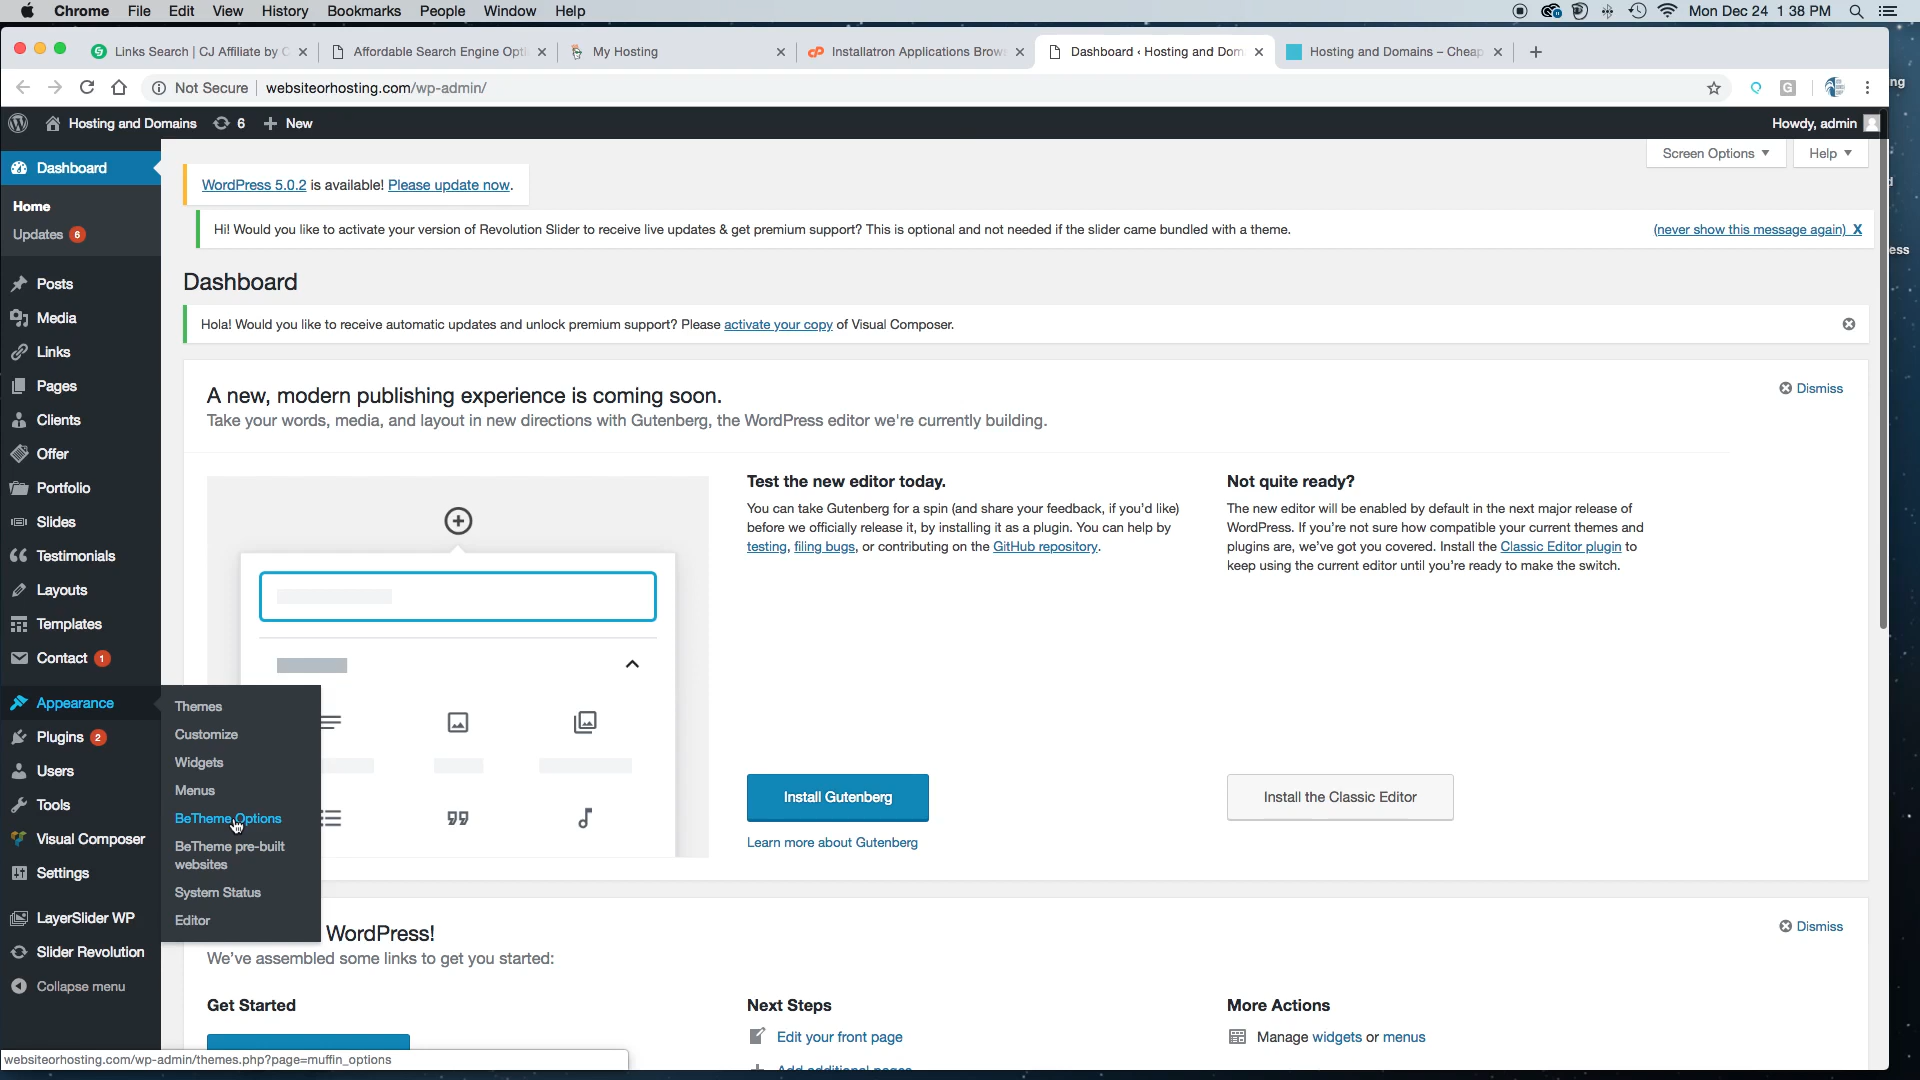 Chrome File Edit View History Bookmarks People Window Help Mon Dec 24 1 38 PM
Links Search | CJ Affiliate by C
Affordable Search Engine Opti
My Hosting
Installatron Applications Brow
Dashboard ‹ Hosting and Dom
Hosting and Domains – Cheap
Not Secure websiteorhosting.com/wp-admin/
Hosting and Domains 6 New Howdy, admin
Screen Options Help
Dashboard
Home
Updates 6
Posts
Media
Links
Pages
Clients
Offer
Portfolio
Slides
Testimonials
Layouts
Templates
Contact 1
Appearance
Plugins 2
Users
Tools
Visual Composer
Settings
LayerSlider WP
Slider Revolution
Collapse menu
Themes
Customize
Widgets
Menus
BeTheme Options
BeTheme pre-built
websites
System Status
Editor
WordPress 5.0.2 is available! Please update now.
Hi! Would you like to activate your version of Revolution Slider to receive live updates & get premium support? This is optional and not needed if the slider came bundled with a theme. (never show this message again) X
Dashboard
Hola! Would you like to receive automatic updates and unlock premium support? Please activate your copy of Visual Composer.
A new, modern publishing experience is coming soon.
Dismiss
Take your words, media, and layout in new directions with Gutenberg, the WordPress editor we're currently building.
Test the new editor today.
You can take Gutenberg for a spin (and share your feedback, if you'd like)
before we officially release it, by installing it as a plugin. You can help by
testing, filing bugs, or contributing on the GitHub repository.
Install Gutenberg
Learn more about Gutenberg
Not quite ready?
The new editor will be enabled by default in the next major release of
WordPress. If you're not sure how compatible your current themes and
plugins are, we've got you covered. Install the Classic Editor plugin to
keep using the current editor until you're ready to make the switch.
Install the Classic Editor
WordPress!
Dismiss
We've assembled some links to get you started:
Get Started
Next Steps
Edit your front page
Add additional pages
More Actions
Manage widgets or menus
websiteorhosting.com/wp-admin/themes.php?page=muffin_options
ng
ess